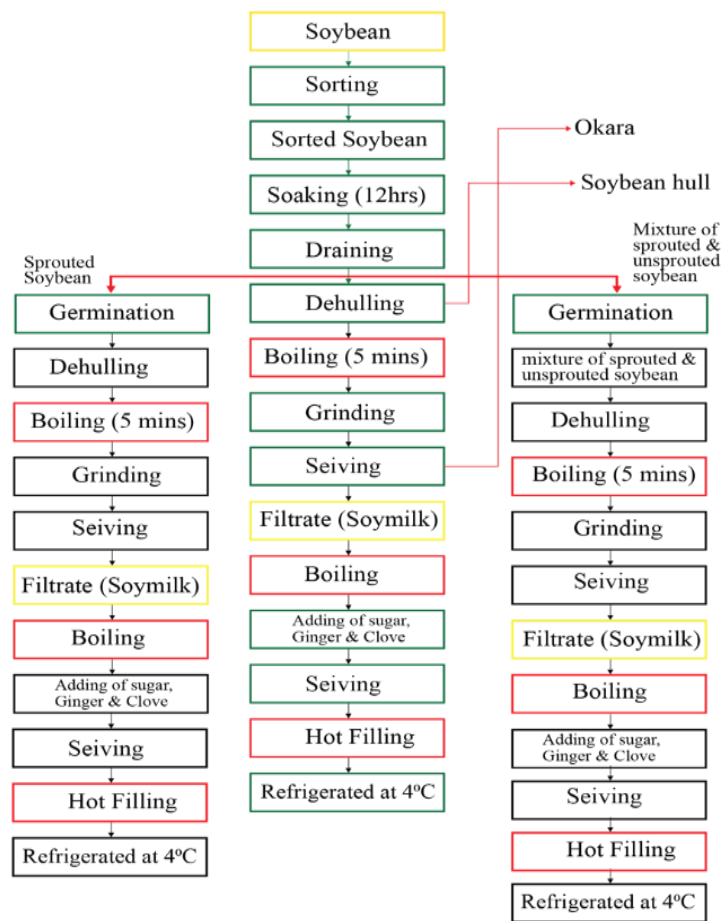 Soybean
Sorting
Sorted Soybean
Soaking (12hrs)
Draining
Okara
Soybean hull
Sprouted
Soybean
Mixture of
sprouted &
unsprouted
soybean
Germination
Dehulling
Boiling (5 mins)
Grinding
Seiving
Filtrate (Soymilk)
Boiling
Adding of sugar,
Ginger & Clove
Seiving
Hot Filling
Refrigerated at 4ºC
Dehulling
Boiling (5 mins)
Grinding
Seiving
Filtrate (Soymilk)
Boiling
Adding of sugar,
Ginger & Clove
Seiving
Hot Filling
Refrigerated at 4ºC
Germination
mixture of sprouted &
unsprouted soybean
Dehulling
Boiling (5 mins)
Grinding
Seiving
Filtrate (Soymilk)
Boiling
Adding of sugar,
Ginger & Clove
Seiving
Hot Filling
Refrigerated at 4ºC